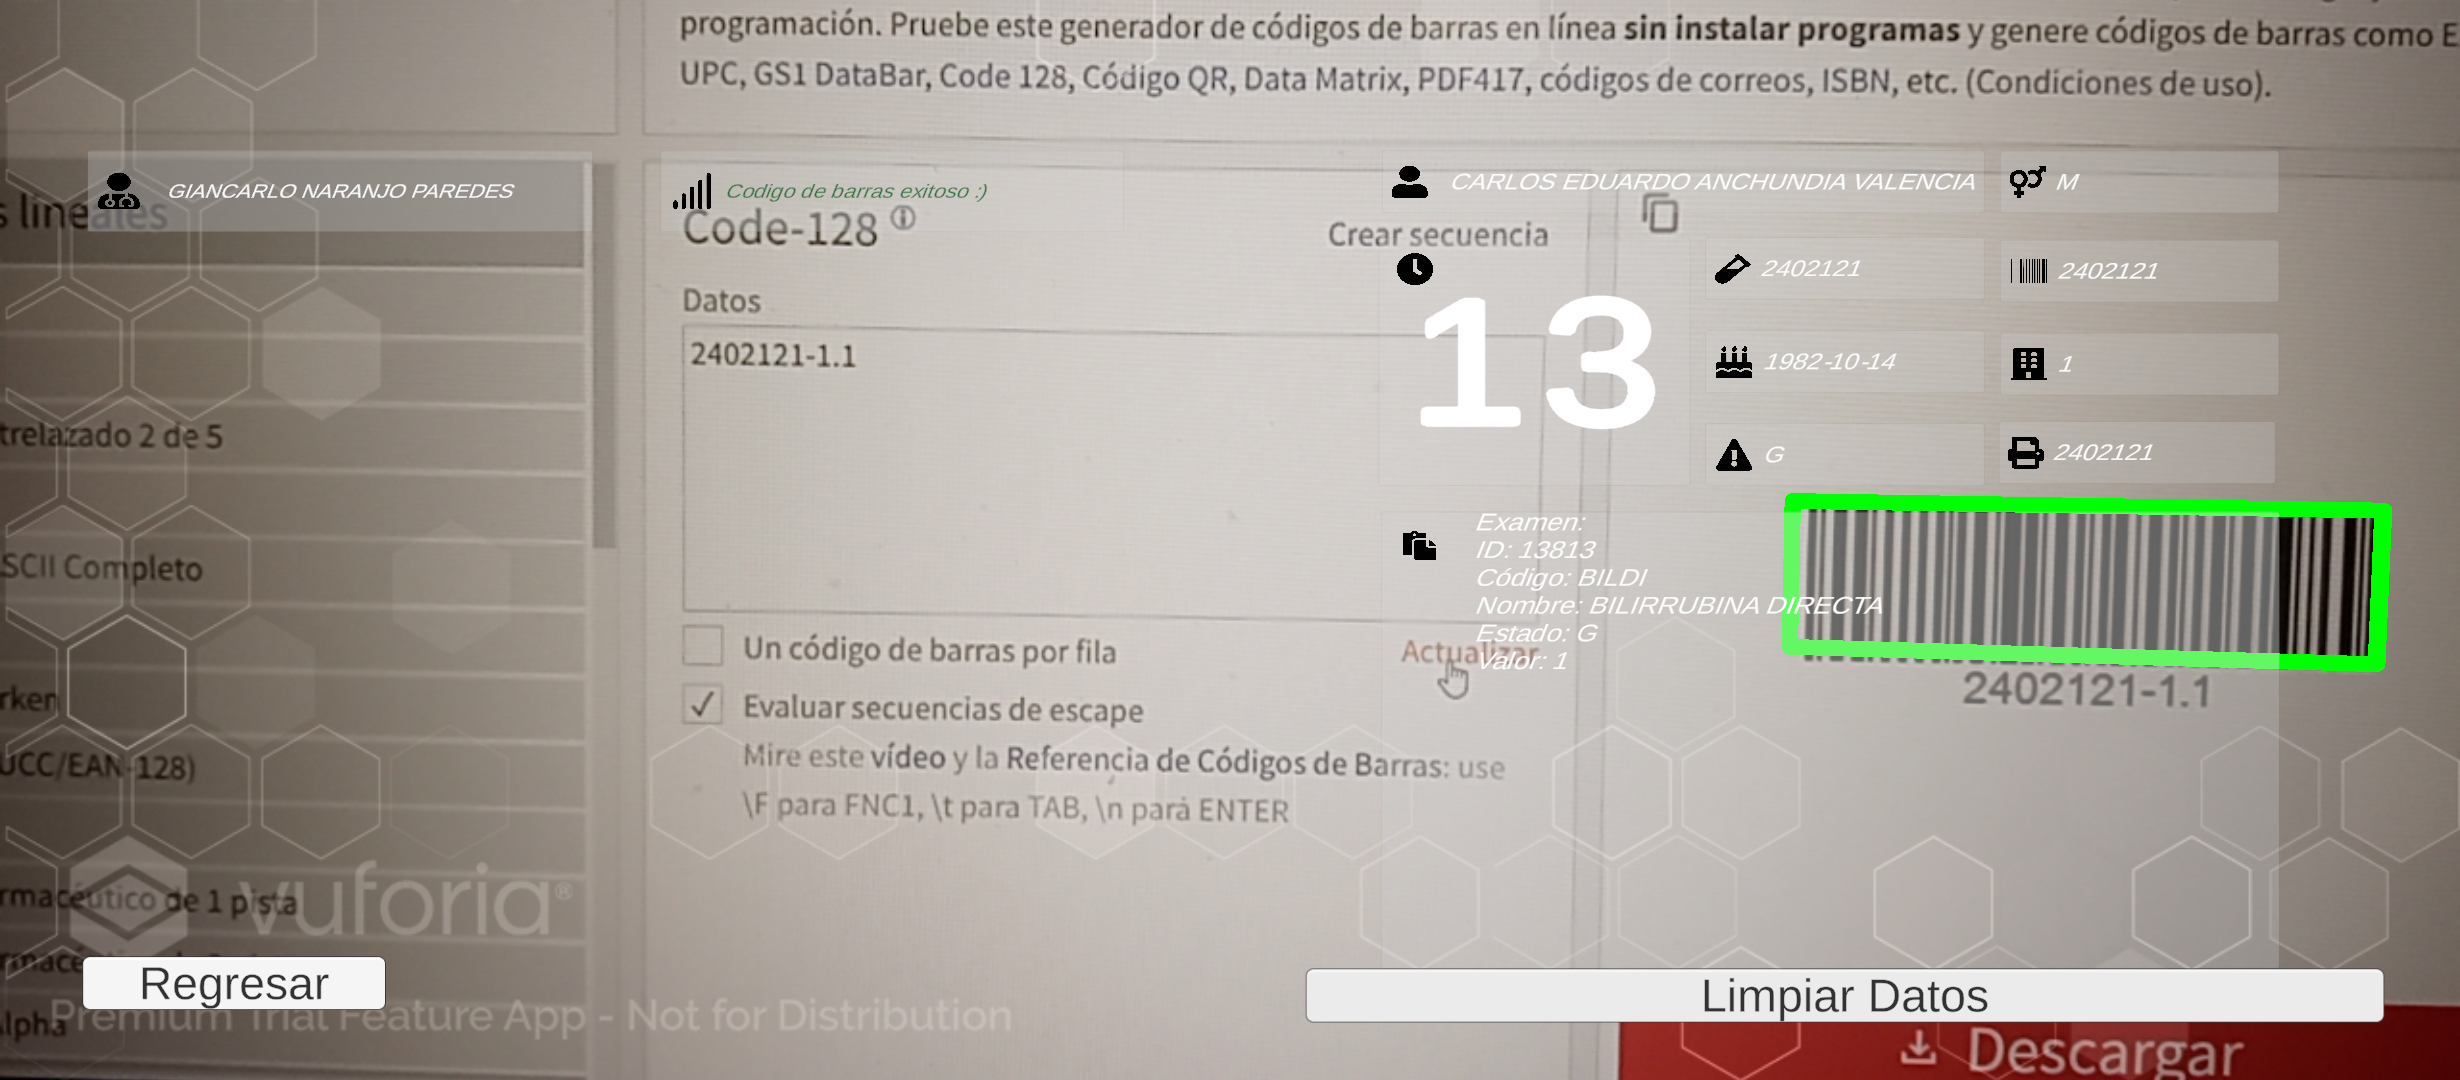 programación. Pruebe este generador de códigos de barras en línea sin instalar programas y genere códigos de barras como E
UPC, GS1 DataBar, Code 128, Código QR, Data Matrix, PDF417, códigos de correos, ISBN, etc. (Condiciones de uso).
GIANCARLO NARANJO PAREDES
s lineales
Codigo de barras exitoso :)
Code-128
Crear secuencia
Datos
2402121-1.1
CARLOS EDUARDO ANCHUNDIA VALENCIA
M
13
2402121
2402121
1982-10-14
1
G
2402121
Examen:
ID: 13813
Código: BILDI
Nombre: BILIRRUBINA DIRECTA
Estado: G
Valor: 1
2402121-1.1
trelazado 2 de 5
SCII Completo
rken
UCC/EAN-128)
rmacéutico de 1 pista
rmacé
lpha
Un código de barras por fila
Actualizar
✓ Evaluar secuencias de escape
Mire este vídeo y la Referencia de Códigos de Barras: use
\F para FNC1, \t para TAB, \n para ENTER
vuforia®
Regresar
Limpiar Datos
Premium Trial Feature App - Not for Distribution
Descargar